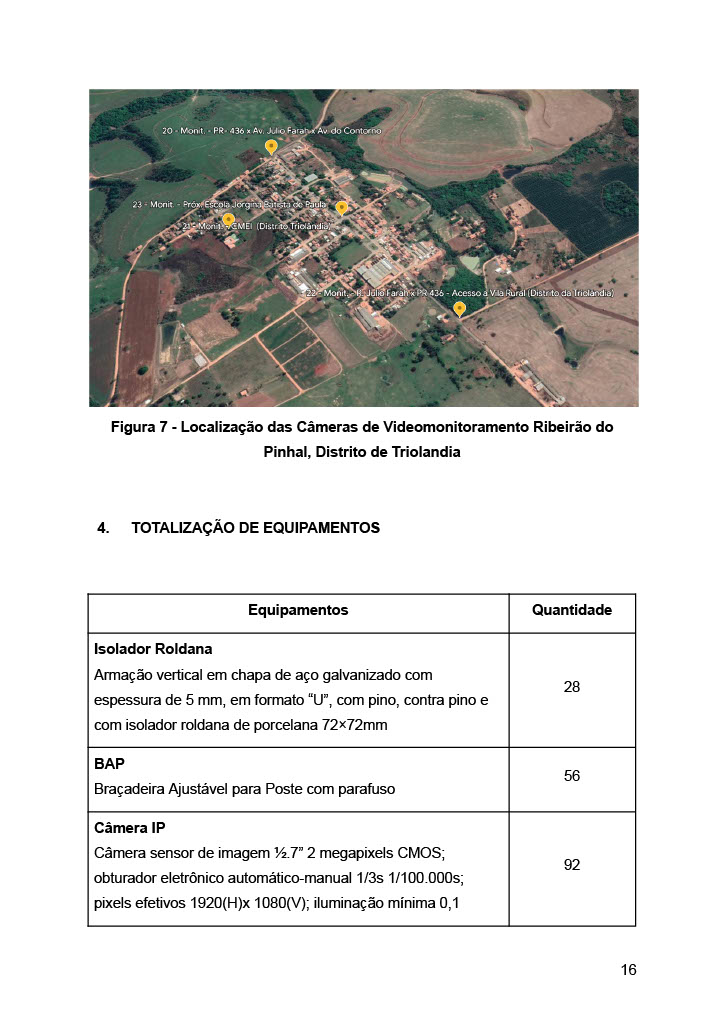 20 - Monit. - PR- 436 x Av. Júlio Farah x Av. do Contorno
23 - Monit. - Próx. Escola Jorgina Batista de Paula
21 - Monit. - CMEI (Distrito Triolândia)
22 - Monit. - R. Júlio Farah x PR 436 - Acesso a Vila Rural (Distrito da Triolândia)
Figura 7 - Localização das Câmeras de Videomonitoramento Ribeirão do
Pinhal, Distrito de Triolandia
4. TOTALIZAÇÃO DE EQUIPAMENTOS
Equipamentos Quantidade
Isolador Roldana
Armação vertical em chapa de aço galvanizado com
espessura de 5 mm, em formato “U”, com pino, contra pino e
com isolador roldana de porcelana 72×72mm
28
BAP
Braçadeira Ajustável para Poste com parafuso
56
Câmera IP
Câmera sensor de imagem ½.7” 2 megapixels CMOS;
obturador eletrônico automático-manual 1/3s 1/100.000s;
pixels efetivos 1920(H)x 1080(V); iluminação mínima 0,1
92
16